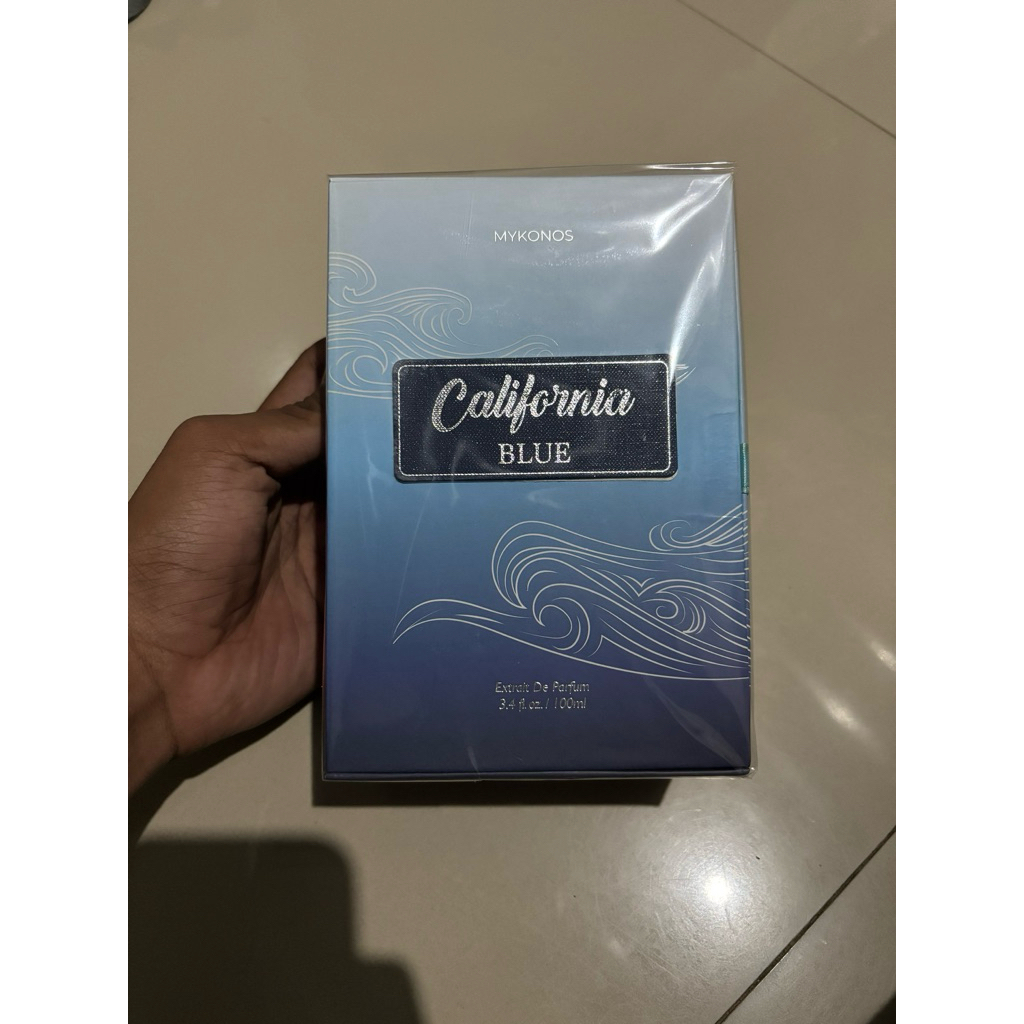 MYKONOS
California
BLUE
Extrait De Parfum
3.4 fl. oz. / 100ml